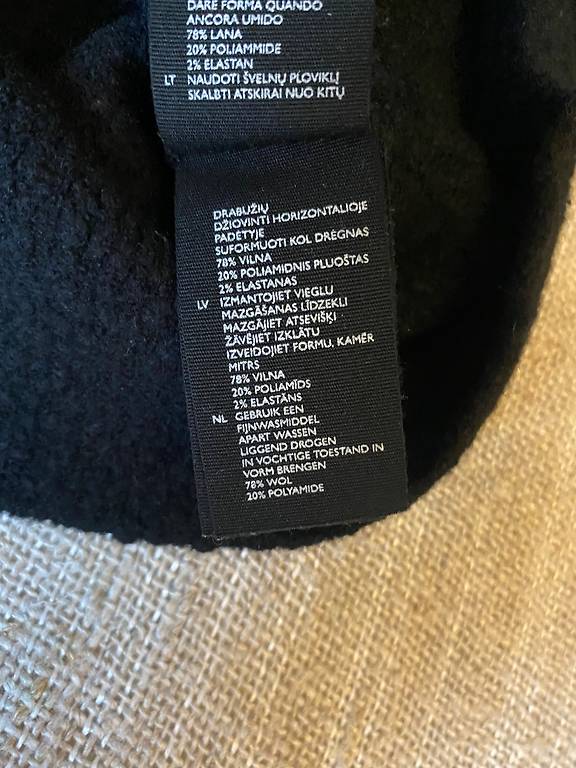 DARE FORMA QUANDO
ANCORA UMIDO
78% LANA
20% POLIAMMIDE
2% ELASTAN
LT NAUDOTI ŠVELNŲ PLOVIKLĮ
SKALBTI ATSKIRAI NUO KITŲ
DRABUŽIŲ
DŽIOVINTI HORIZONTALIOJE
PADĖTYJE
SUFORMUOTI KOL DRĖGNAS
78% VILNA
20% POLIAMIDNIS PLUOŠTAS
2% ELASTANAS
LV IZMANTOJIET VIEGLU
MAZGĀŠANAS LĪDZEKLI
MAZGĀJIET ATSEVIŠĶI
ŽĀVĒJIET IZKLĀTU
IZVEIDOJIET FORMU, KAMĒR
MITRS
78% VILNA
20% POLIAMĪDS
2% ELASTĀNS
NL GEBRUIK EEN
FIJNWASMIDDEL
APART WASSEN
LIGGEND DROGEN
IN VOCHTIGE TOESTAND IN
VORM BRENGEN
78% WOL
20% POLYAMIDE